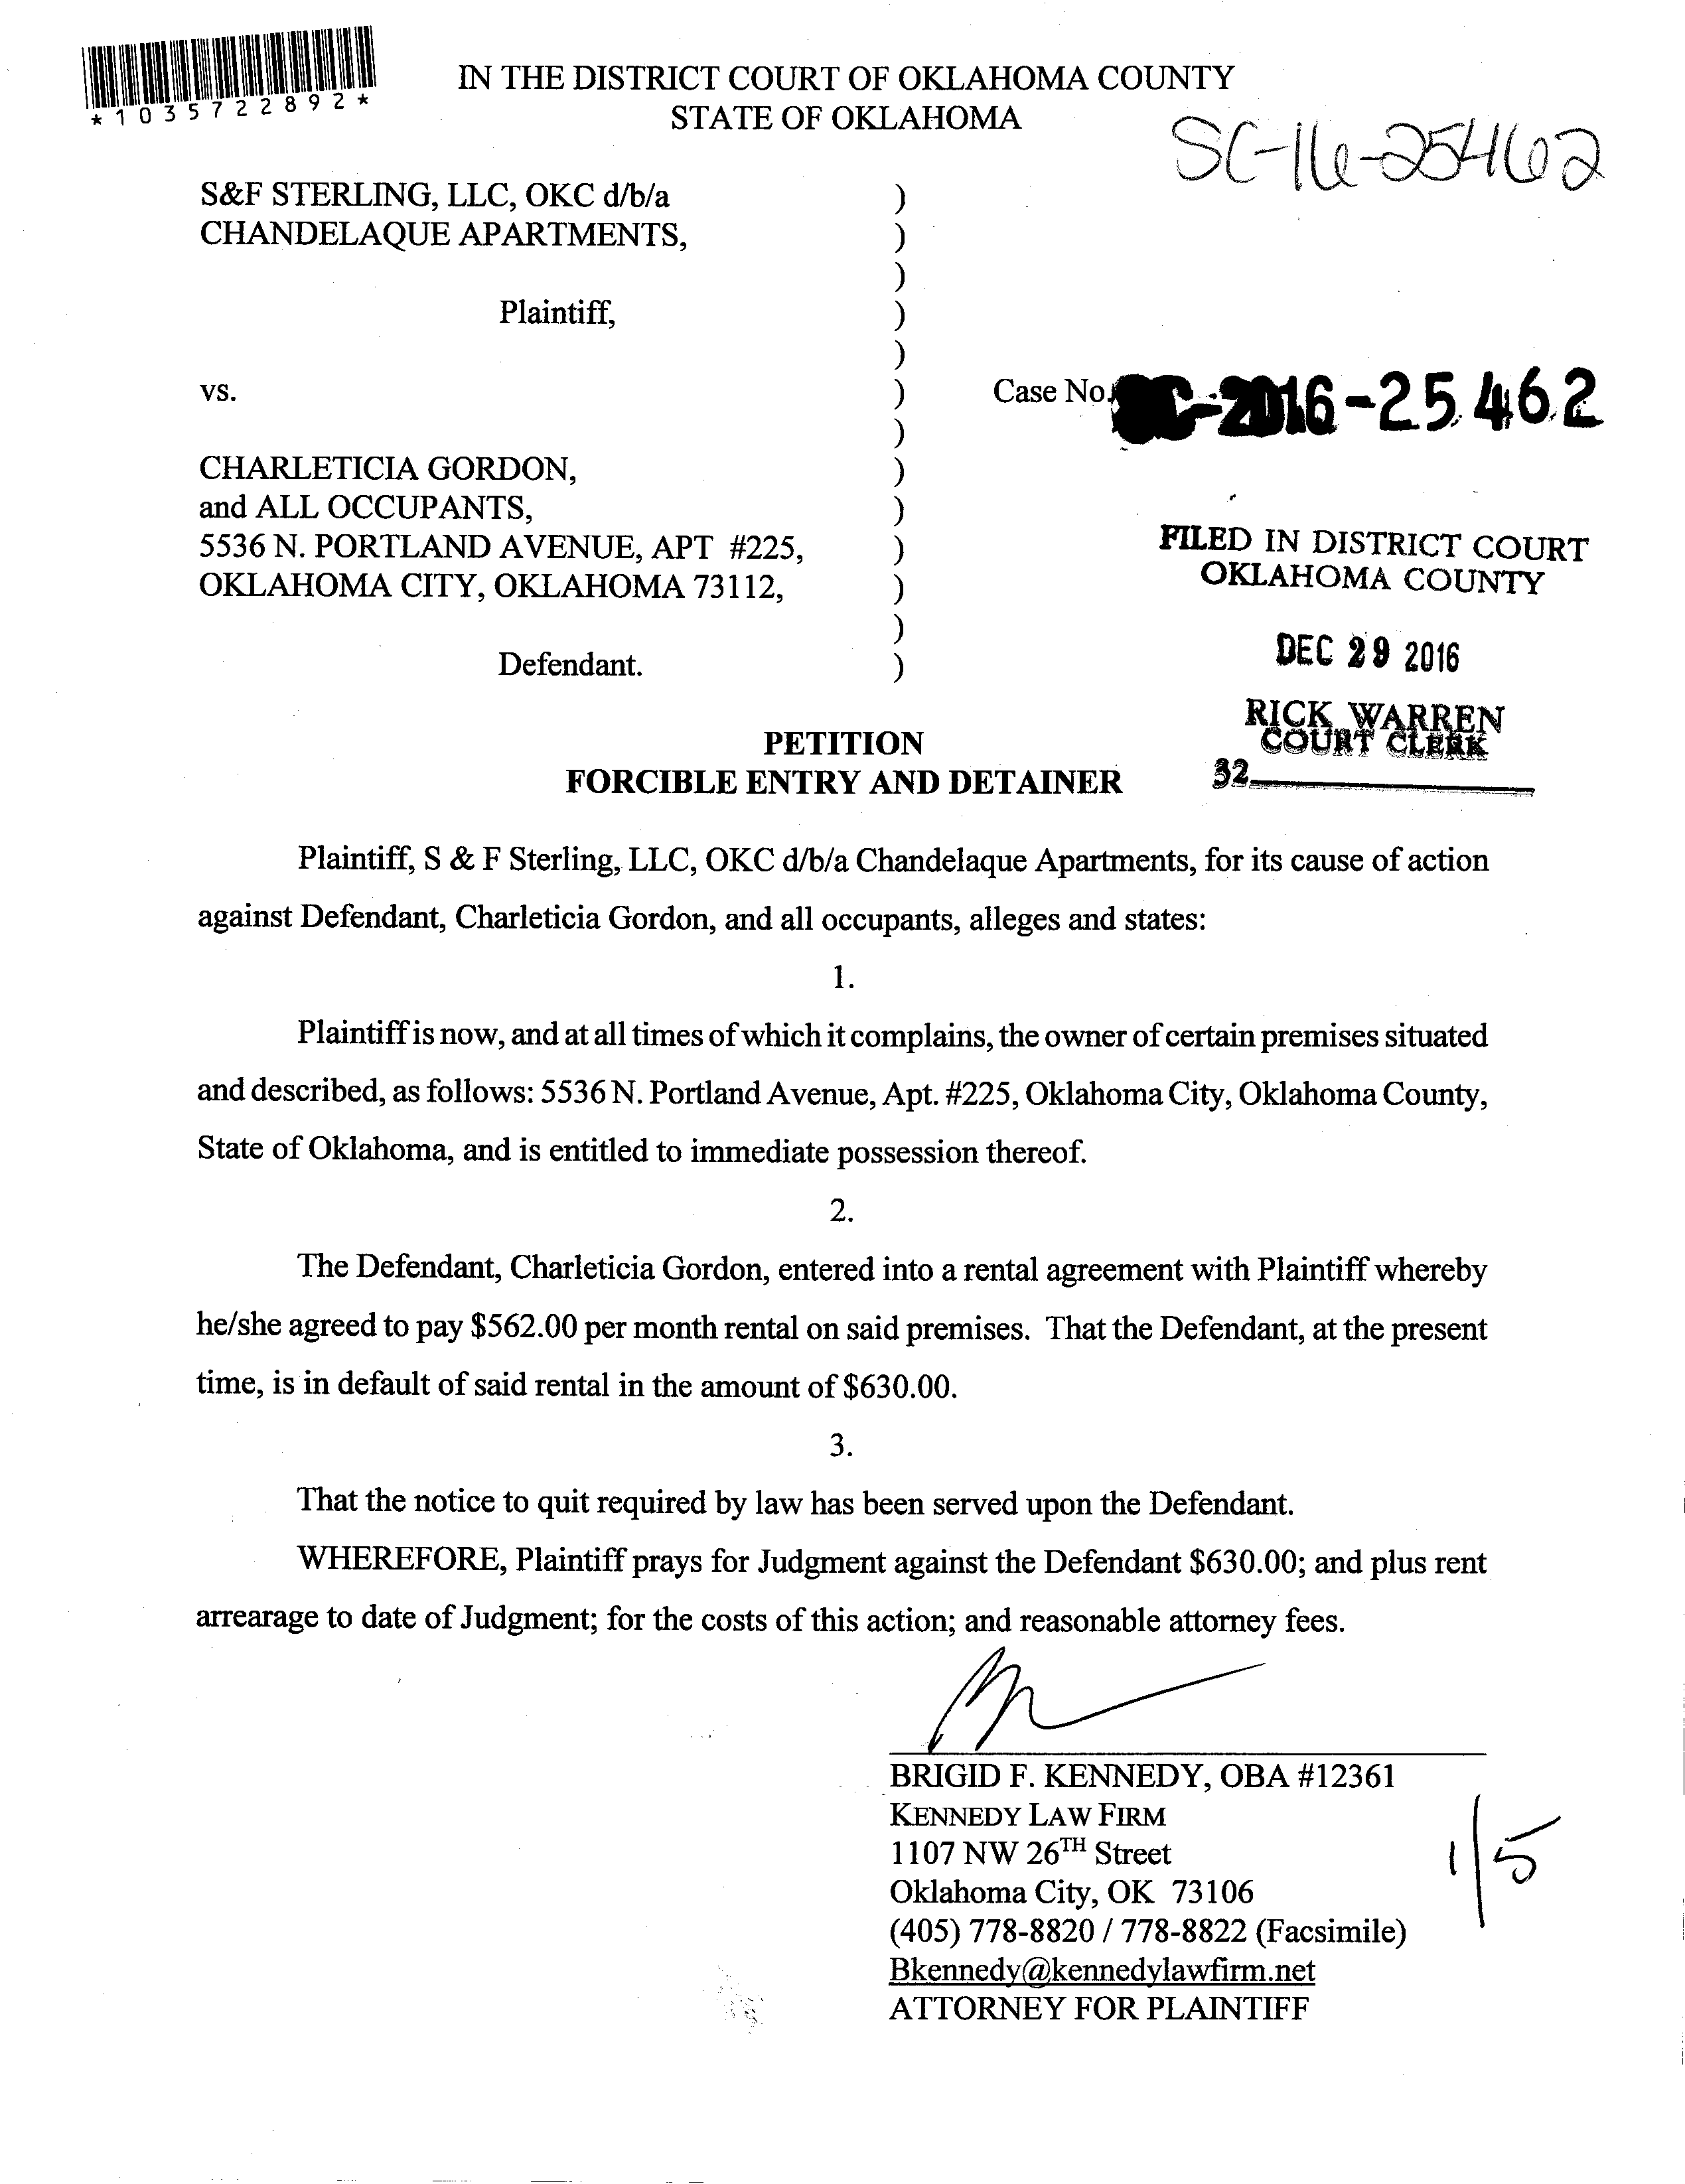 *1035722892*
IN THE DISTRICT COURT OF OKLAHOMA COUNTY
STATE OF OKLAHOMA
SC-16-25462
S&F STERLING, LLC, OKC d/b/a )
CHANDELAQUE APARTMENTS, )
)
Plaintiff, )
)
vs. ) Case No. SC-2016-25462
)
CHARLETICIA GORDON, )
and ALL OCCUPANTS, )
5536 N. PORTLAND AVENUE, APT #225, )
OKLAHOMA CITY, OKLAHOMA 73112, )
)
Defendant. )
FILED IN DISTRICT COURT
OKLAHOMA COUNTY
DEC 29 2016
RICK WARREN
COURT CLERK
32
PETITION
FORCIBLE ENTRY AND DETAINER
Plaintiff, S & F Sterling, LLC, OKC d/b/a Chandelaque Apartments, for its cause of action
against Defendant, Charleticia Gordon, and all occupants, alleges and states:
1.
Plaintiff is now, and at all times of which it complains, the owner of certain premises situated
and described, as follows: 5536 N. Portland Avenue, Apt. #225, Oklahoma City, Oklahoma County,
State of Oklahoma, and is entitled to immediate possession thereof.
2.
The Defendant, Charleticia Gordon, entered into a rental agreement with Plaintiff whereby
he/she agreed to pay $562.00 per month rental on said premises. That the Defendant, at the present
time, is in default of said rental in the amount of $630.00.
3.
That the notice to quit required by law has been served upon the Defendant.
WHEREFORE, Plaintiff prays for Judgment against the Defendant $630.00; and plus rent
arrearage to date of Judgment; for the costs of this action; and reasonable attorney fees.
BRIGID F. KENNEDY, OBA #12361
KENNEDY LAW FIRM
1107 NW 26TH Street
Oklahoma City, OK 73106
(405) 778-8820 / 778-8822 (Facsimile)
Bkennedy@kennedylawfirm.net
ATTORNEY FOR PLAINTIFF
1/5